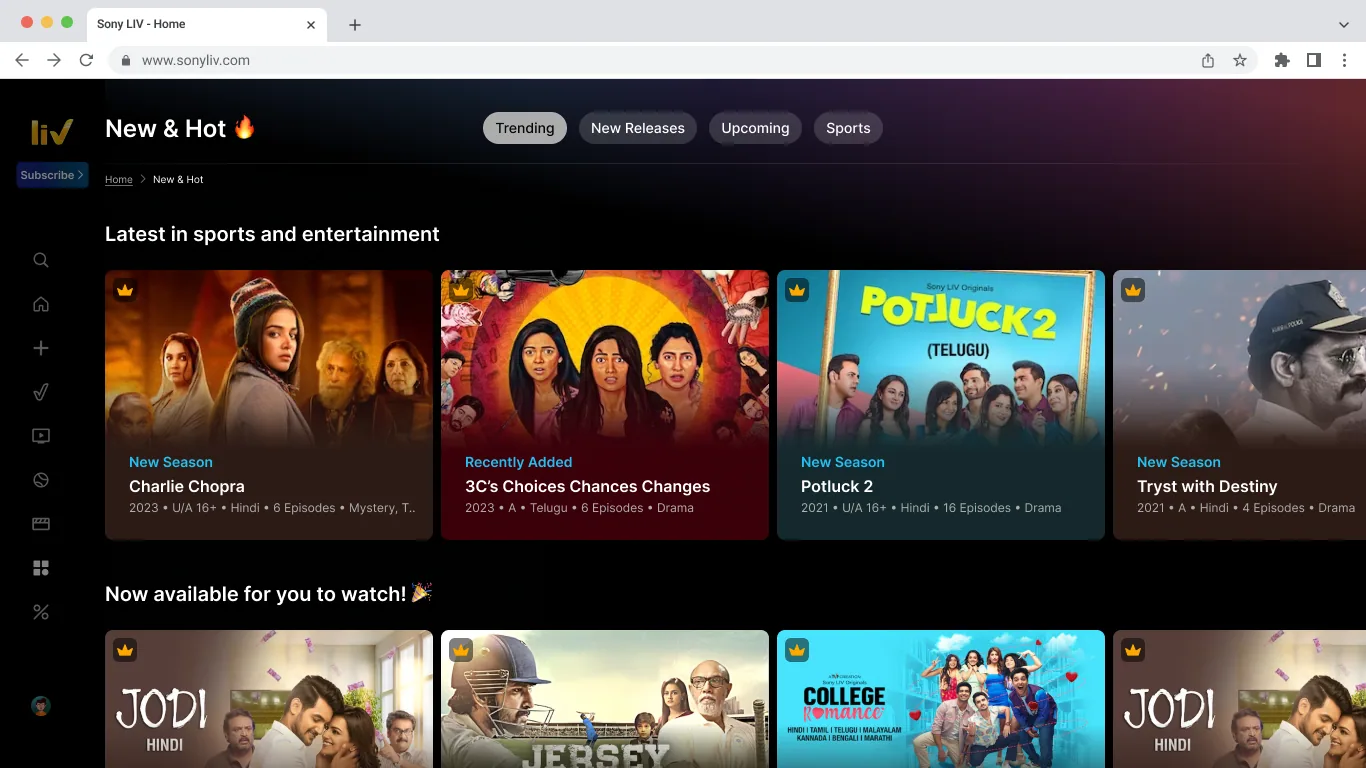 Sony LIV - Home
www.sonyliv.com
liv
New & Hot
Trending
New Releases
Upcoming
Sports
Subscribe
Home
New & Hot
Latest in sports and entertainment
Sony LIV Originals
POTLUCK2
(TELUGU)
New Season
Charlie Chopra
2023 • U/A 16+ • Hindi • 6 Episodes • Mystery, T..
Recently Added
3C’s Choices Chances Changes
2023 • A • Telugu • 6 Episodes • Drama
New Season
Potluck 2
2021 • U/A 16+ • Hindi • 16 Episodes • Drama
New Season
Tryst with Destiny
2021 • A • Hindi • 4 Episodes • Drama
Now available for you to watch!
JODI
HINDI
JERSEY
Sony LIV Originals
COLLEGE
Romance
HINDI | TAMIL | TELUGU | MALAYALAM
KANNADA | BENGALI | MARATHI
JODI
HINDI